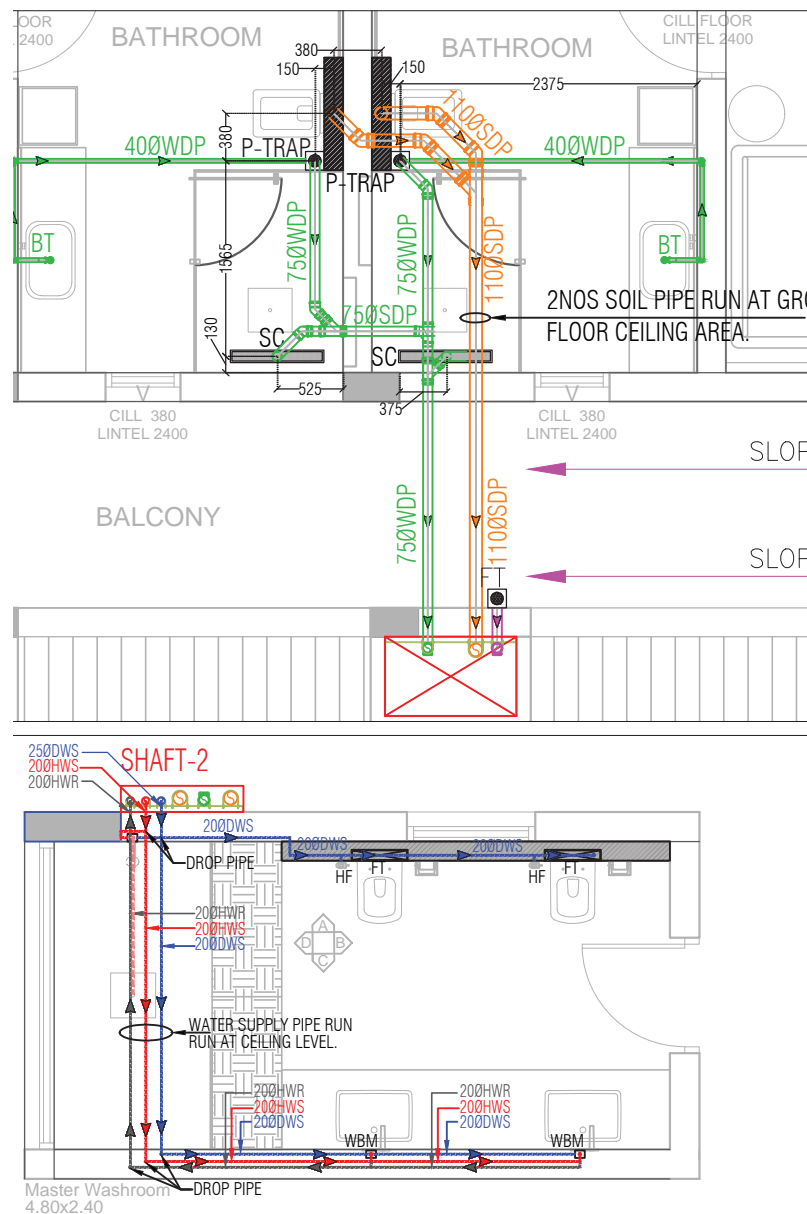 LOOR
2400
CILL FLOOR
LINTEL 2400
BATHROOM
BATHROOM
380
150
150
2375
380
110ØSDP
40ØWDP
P-TRAP
40ØWDP
P-TRAP
1565
75ØWDP
75ØWDP
110ØSDP
BT
BT
2NOS SOIL PIPE RUN AT GRO
FLOOR CEILING AREA.
75ØSDP
130
SC
SC
525
375
CILL 380
LINTEL 2400
CILL 380
LINTEL 2400
SLOP
BALCONY
75ØWDP
110ØSDP
SLOP
FT
25ØDWS
20ØHWS
20ØHWR
SHAFT-2
20ØDWS
20ØDWS
20ØDWS
DROP PIPE
HF
FT
HF
FT
20ØHWR
20ØHWS
20ØDWS
A
D
B
C
WATER SUPPLY PIPE RUN
RUN AT CEILING LEVEL.
20ØHWR
20ØHWS
20ØDWS
20ØHWR
20ØHWS
20ØDWS
WBM
WBM
DROP PIPE
Master Washroom
4.80x2.40